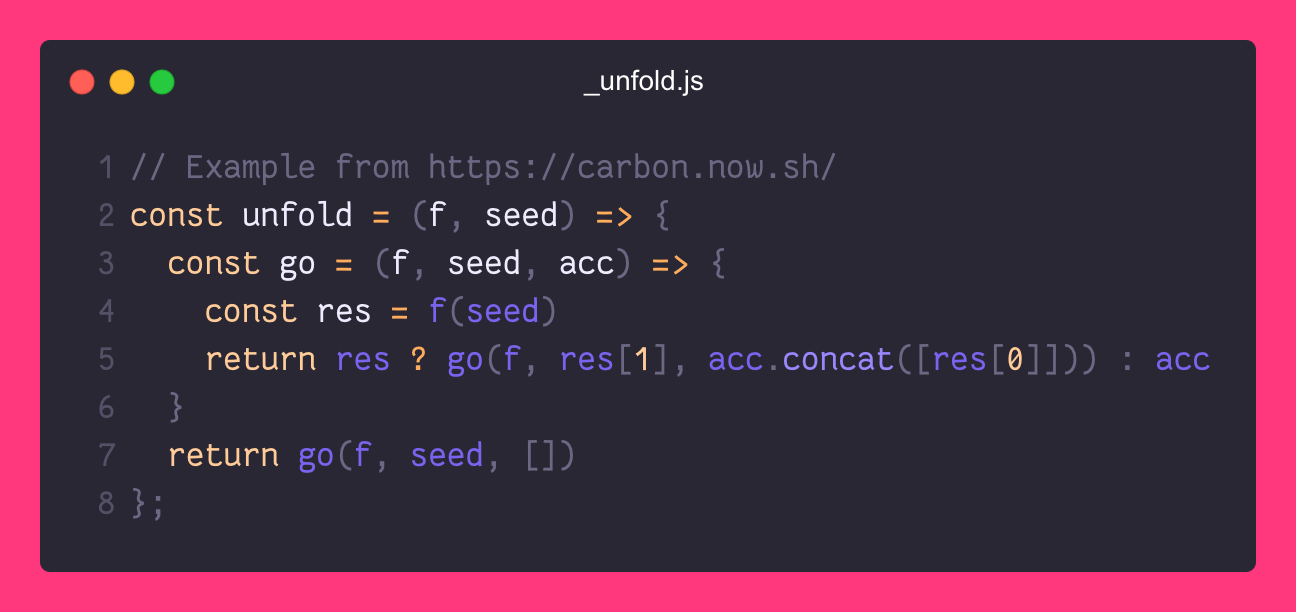 _unfold.js
1 // Example from https://carbon.now.sh/
2 const unfold = (f, seed) => {
3   const go = (f, seed, acc) => {
4     const res = f(seed)
5     return res ? go(f, res[1], acc.concat([res[0]])) : acc
6   }
7   return go(f, seed, [])
8 };